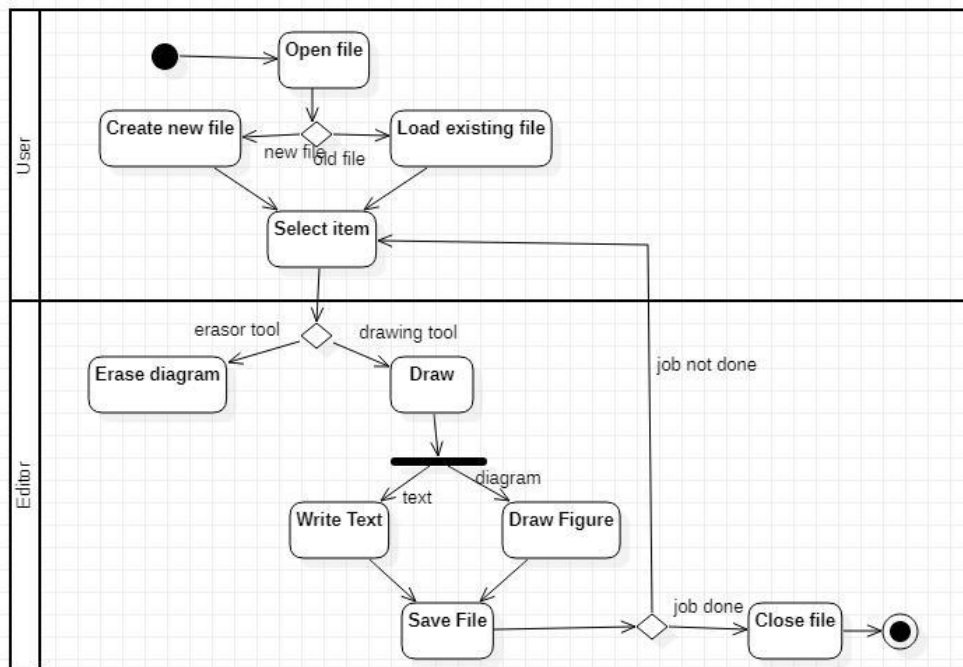 User
Open file
Create new file
Load existing file
new file
old file
Select item
Editor
erasor tool
drawing tool
Erase diagram
Draw
job not done
diagram
text
Write Text
Draw Figure
Save File
job done
Close file